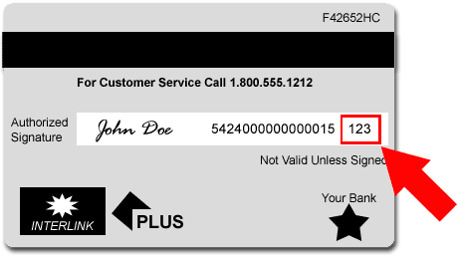 F42652HC
For Customer Service Call 1.800.555.1212
Authorized
Signature
John Doe 5424000000000015 123
Not Valid Unless Signed
INTERLINK
PLUS
Your Bank